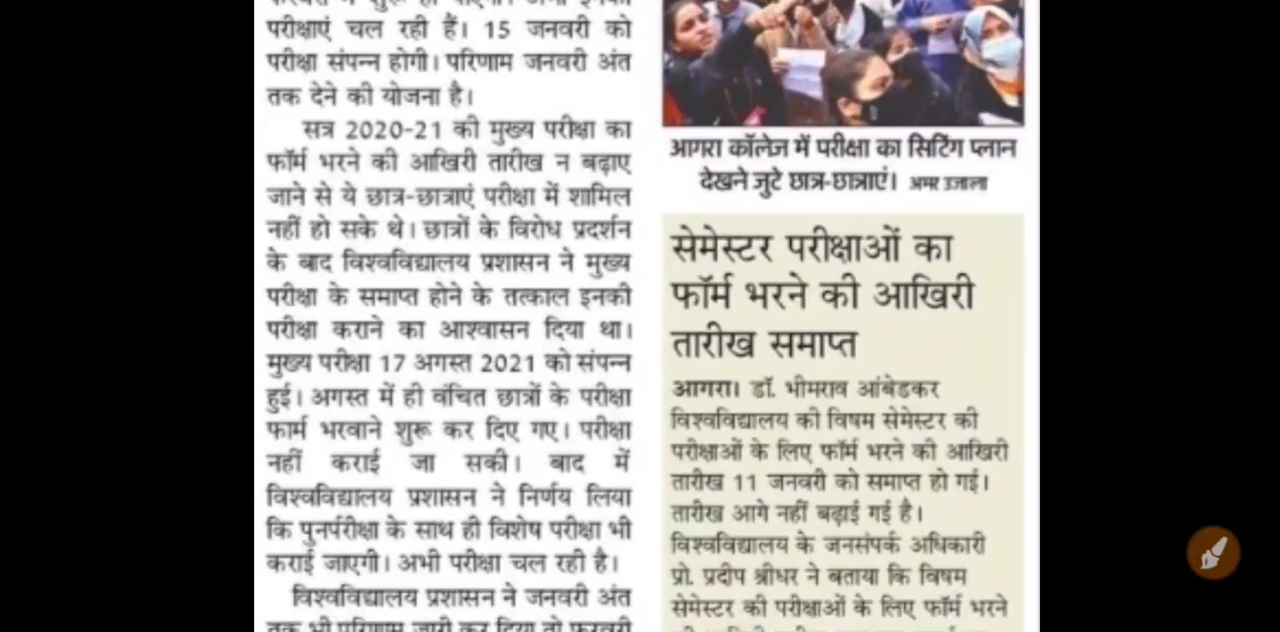 परीक्षाएं चल रही हैं। 15 जनवरी को
परीक्षा संपन्न होगी। परिणाम जनवरी अंत
तक देने की योजना है।
सत्र 2020-21 की मुख्य परीक्षा का
फॉर्म भरने की आखिरी तारीख न बढ़ाए
जाने से ये छात्र-छात्राएं परीक्षा में शामिल
नहीं हो सके थे। छात्रों के विरोध प्रदर्शन
के बाद विश्वविद्यालय प्रशासन ने मुख्य
परीक्षा के समाप्त होने के तत्काल इनकी
परीक्षा कराने का आश्वासन दिया था।
मुख्य परीक्षा 17 अगस्त 2021 को संपन्न
हुई। अगस्त में ही वंचित छात्रों के परीक्षा
फार्म भरवाने शुरू कर दिए गए। परीक्षा
नहीं कराई जा सकी। बाद में
विश्वविद्यालय प्रशासन ने निर्णय लिया
कि पुनर्परीक्षा के साथ ही विशेष परीक्षा भी
कराई जाएगी। अभी परीक्षा चल रही है।
विश्वविद्यालय प्रशासन ने जनवरी अंत
तक भी परिणाम जारी कर दिया तो फरवरी
आगरा कॉलेज में परीक्षा का सिटिंग प्लान
देखने जुटे छात्र-छात्राएं। अमर उजाला
सेमेस्टर परीक्षाओं का
फॉर्म भरने की आखिरी
तारीख समाप्त
आगरा। डॉ. भीमराव आंबेडकर
विश्वविद्यालय की विषम सेमेस्टर की
परीक्षाओं के लिए फॉर्म भरने की आखिरी
तारीख 11 जनवरी को समाप्त हो गई।
तारीख आगे नहीं बढ़ाई गई है।
विश्वविद्यालय के जनसंपर्क अधिकारी
प्रो. प्रदीप श्रीधर ने बताया कि विषम
सेमेस्टर की परीक्षाओं के लिए फॉर्म भरने